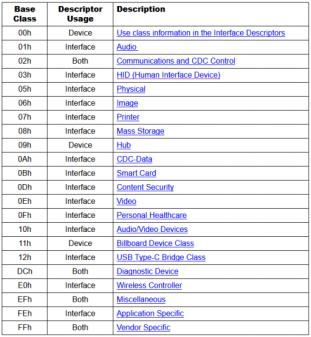 Base Class Descriptor Usage Description
00h Device Use class information in the Interface Descriptors
01h Interface Audio
02h Both Communications and CDC Control
03h Interface HID (Human Interface Device)
05h Interface Physical
06h Interface Image
07h Interface Printer
08h Interface Mass Storage
09h Device Hub
0Ah Interface CDC-Data
0Bh Interface Smart Card
0Dh Interface Content Security
0Eh Interface Video
0Fh Interface Personal Healthcare
10h Interface Audio/Video Devices
11h Device Billboard Device Class
12h Interface USB Type-C Bridge Class
DCh Both Diagnostic Device
E0h Interface Wireless Controller
EFh Both Miscellaneous
FEh Interface Application Specific
FFh Both Vendor Specific